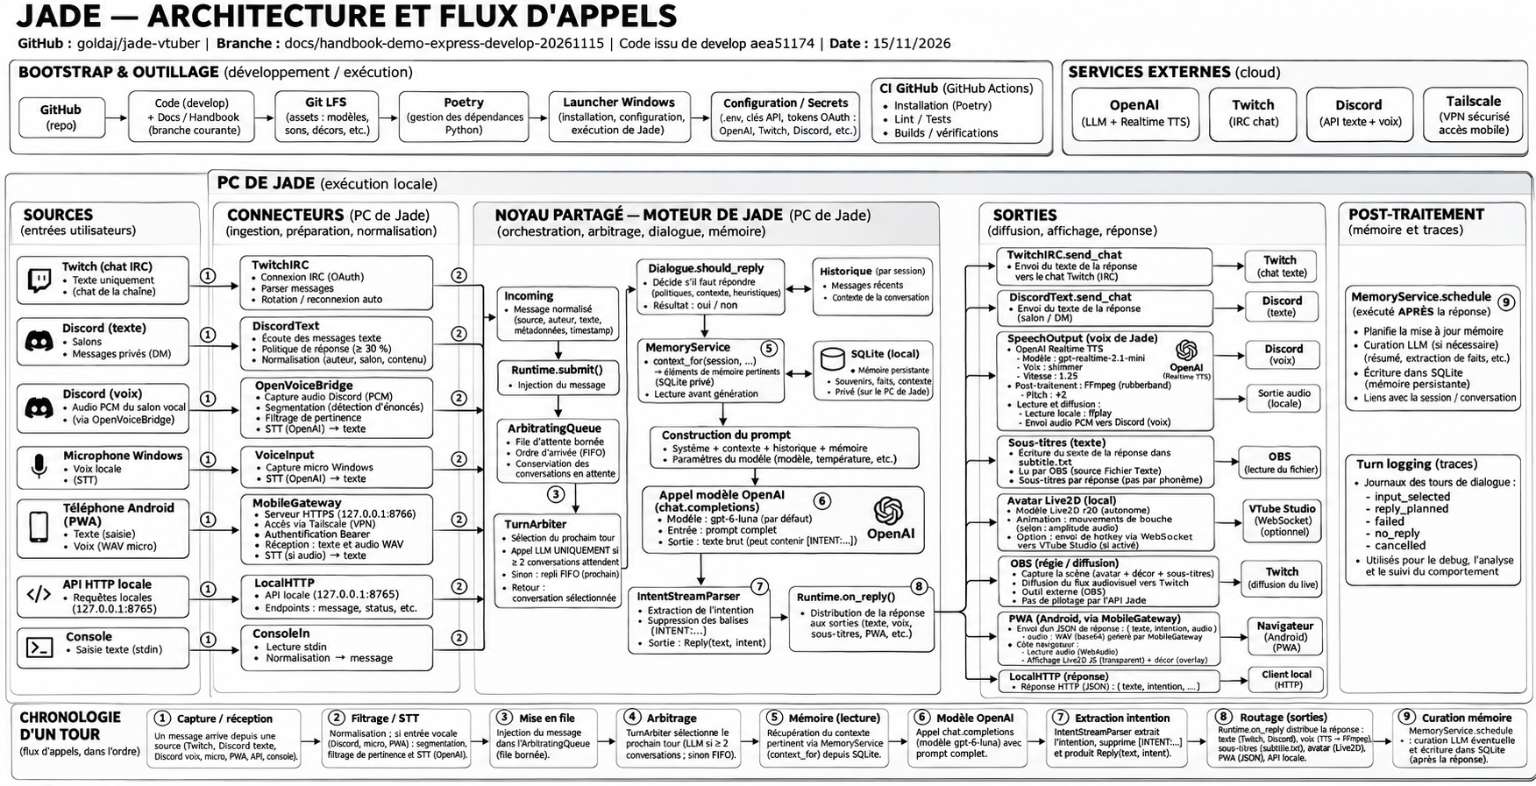 JADE — ARCHITECTURE ET FLUX D'APPELS
GitHub : goldaj/jade-vtuber | Branche : docs/handbook-demo-express-develop-20261115 | Code issu de develop aea51174 | Date : 15/11/2026
BOOTSTRAP & OUTILLAGE (développement / exécution)
GitHub
(repo)
Code (develop)
+ Docs / Handbook
(branche courante)
Git LFS
(assets : modèles,
sons, décors, etc.)
Poetry
(gestion des dépendances
Python)
Launcher Windows
(installation, configuration,
exécution de Jade)
Configuration / Secrets
(.env, clés API, tokens OAuth :
OpenAI, Twitch, Discord, etc.)
CI GitHub (GitHub Actions)
• Installation (Poetry)
• Lint / Tests
• Builds / vérifications
SERVICES EXTERNES (cloud)
OpenAI
(LLM + Realtime TTS)
Twitch
(IRC chat)
Discord
(API texte + voix)
Tailscale
(VPN sécurisé
accès mobile)
PC DE JADE (exécution locale)
SOURCES
(entrées utilisateurs)
Twitch (chat IRC)
• Texte uniquement
• (chat de la chaîne)
Discord (texte)
• Salons
• Messages privés (DM)
Discord (voix)
• Audio PCM du salon vocal
• (via OpenVoiceBridge)
Microphone Windows
• Voix locale
• (STT)
Téléphone Android
(PWA)
• Texte (saisie)
• Voix (WAV micro)
API HTTP locale
• Requêtes locales
(127.0.0.1:8765)
Console
• Saisie texte (stdin)
1
1
1
1
1
1
1
CONNECTEURS (PC de Jade)
(ingestion, préparation, normalisation)
TwitchIRC
• Connexion IRC (OAuth)
• Parser messages
• Rotation / reconnexion auto
DiscordText
• Écoute des messages texte
• Politique de réponse (≥ 30 %)
• Normalisation (auteur, salon, contenu)
OpenVoiceBridge
• Capture audio Discord (PCM)
• Segmentation (détection d'énoncés)
• Filtrage de pertinence
• STT (OpenAI) → texte
VoiceInput
• Capture micro Windows
• STT (OpenAI) → texte
MobileGateway
• Serveur HTTPS (127.0.0.1:8766)
• Accès via Tailscale (VPN)
• Authentification Bearer
• Réception : texte et audio WAV
• STT (si audio) → texte
LocalHTTP
• API locale (127.0.0.1:8765)
• Endpoints : message, status, etc.
ConsoleIn
• Lecture stdin
• Normalisation → message
2
2
2
2
2
2
2
NOYAU PARTAGÉ — MOTEUR DE JADE (PC de Jade)
(orchestration, arbitrage, dialogue, mémoire)
Incoming
• Message normalisé
(source, auteur, texte,
métadonnées, timestamp)
Runtime.submit()
• Injection du message
ArbitratingQueue
• File d'attente bornée
• Ordre d'arrivée (FIFO)
• Conservation des
conversations en attente
3
TurnArbiter
• Sélection du prochaim tour
• Appel LLM UNIQUEMENT si
≥ 2 conversations attendent
• Sinon : repli FIFO (prochain)
• Retour :
conversation sélectionnée
Dialogue.should_reply
• Décide s'il faut répondre
(politiques, contexte, heuristiques)
• Résultat : oui / non
Historique (par session)
• Messages récents
• Contexte de la conversation
MemoryService 5
• context_for(session, ...)
→ éléments de mémoire pertinents
(SQLite privé)
• Lecture avant génération
SQLite (local)
• Mémoire persistante
• Souvenirs, faits, contexte
• Privé (sur le PC de Jade)
Construction du prompt
• Système + contexte + historique + mémoire
• Paramètres du modèle (modèle, température, etc.)
Appel modèle OpenAI
(chat.completions) 6
• Modèle : gpt-6-luna (par défaut)
• Entrée : prompt complet
• Sortie : texte brut (peut contenir [INTENT:...])
OpenAI
IntentStreamParser 7
• Extraction de l'intention
• Suppression des balises
[INTENT:...]
• Sortie : Reply(text, intent)
Runtime.on_reply() 8
• Distribution de la réponse
aux sorties (texte, voix,
sous-titres, PWA, etc.)
SORTIES
(diffusion, affichage, réponse)
TwitchIRC.send_chat
• Envoi du texte de la réponse
vers le chat Twitch (IRC)
Twitch
(chat texte)
DiscordText.send_chat
• Envoi du texte de la réponse
(salon / DM)
Discord
(texte)
SpeechOutput (voix de Jade)
• OpenAI Realtime TTS
- Modèle : gpt-realtime-2.1-mini
- Voix : shimmer
- Vitesse : 1.25
• Post-traitement : FFmpeg (rubberband)
- Pitch : +2
• Lecture et diffusion :
- Lecture locale : ffplay
- Envoi audio PCM vers Discord (voix)
OpenAI
(Realtime TTS)
Discord
(voix)
Sortie audio
(locale)
Sous-titres (texte)
• Écriture du sexte de la réponse dans
subtitle.txt
• Lu par OBS (source Fichier Texte)
• Sous-titres par réponse (pas par phonème)
OBS
(lecture du fichier)
Avatar Live2D (local)
• Modèle Live2D r20 (autonome)
• Animation : mouvements de bouche
(selon : amplitude audio)
• Option : envoi de hotkey via WebSocket
vers VTube Studio (si activé)
VTube Studio
(WebSocket)
(optionnel)
OBS (régie / diffusion)
• Capture la scène (avatar + décor + sous-titres)
• Diffusion du flux audiovisuel vers Twitch
• Outil externe (OBS)
• Pas de pilotage par l'API Jade
Twitch
(diffusion du live)
PWA (Android, via MobileGateway)
• Envoi dun JSON de réponse : { texte, intention, audio }
- audio : WAV (base64) generé par MobileGateway
• Côte navigateur :
- Lecture audio (WebAudio)
- Affichage Live2D JS (transparent) + décor (overlay)
Navigateur
(Android)
(PWA)
LocalHTTP (réponse)
• Réponse HTTP (JSON) : { texte, intention, ... }
Client local
(HTTP)
POST-TRAITEMENT
(mémoire et traces)
MemoryService.schedule 9
(exécuté APRÈS la réponse)
• Planifie la mise à jour mémoire
• Curation LLM (si nécessaire)
(résumé, extraction de faits, etc.)
• Écriture dans SQLite
(mémoire persistante)
• Liens avec la session / conversation
Turn logging (traces)
• Journaux des tours de dialogue :
- input_selected
- reply_planned
- failed
- no_reply
- cancelled
• Utilisés pour le debug, l'analyse
et le suivi du comportement
CHRONOLOGIE
D'UN TOUR
(flux d'appels, dans l'ordre)
1 Capture / réception
Un message arrive depuis une
source (Twitch, Discord texte,
Discord voix, micro, PWA, API, console).
2 Filtrage / STT
Normalisation ; si entrée vocale
(Discord, micro, PWA) : segmentation,
filtrage de pertinence et STT (OpenAI).
3 Mise en file
Injection du message
dans l'ArbitratingQueue
(file bornée).
4 Arbitrage
TurnArbiter sélectionne le
prochain tour (LLM si ≥ 2
conversations ; sinon FIFO).
5 Mémoire (lecture)
Récupération du contexte
pertinent via MemoryService
(context_for) depuis SQLite.
6 Modèle OpenAI
Appel chat.completions
(modèle gpt-6-luna) avec
prompt complet.
7 Extraction intention
IntentStreamParser extrait
l'intention, supprime [INTENT:...]
et produit Reply(text, intent).
8 Routage (sorties)
Runtime.on_reply distribue la réponse :
texte (Twitch, Discord), voix (TTS → FFmpeg),
sous-titres (subtitle.txt), avatar (Live2D),
PWA (JSON), API locale.
9 Curation mémoire
MemoryService.schedule
• : curation LLM éventuelle
et écriture dans SQLite
(après la réponse).